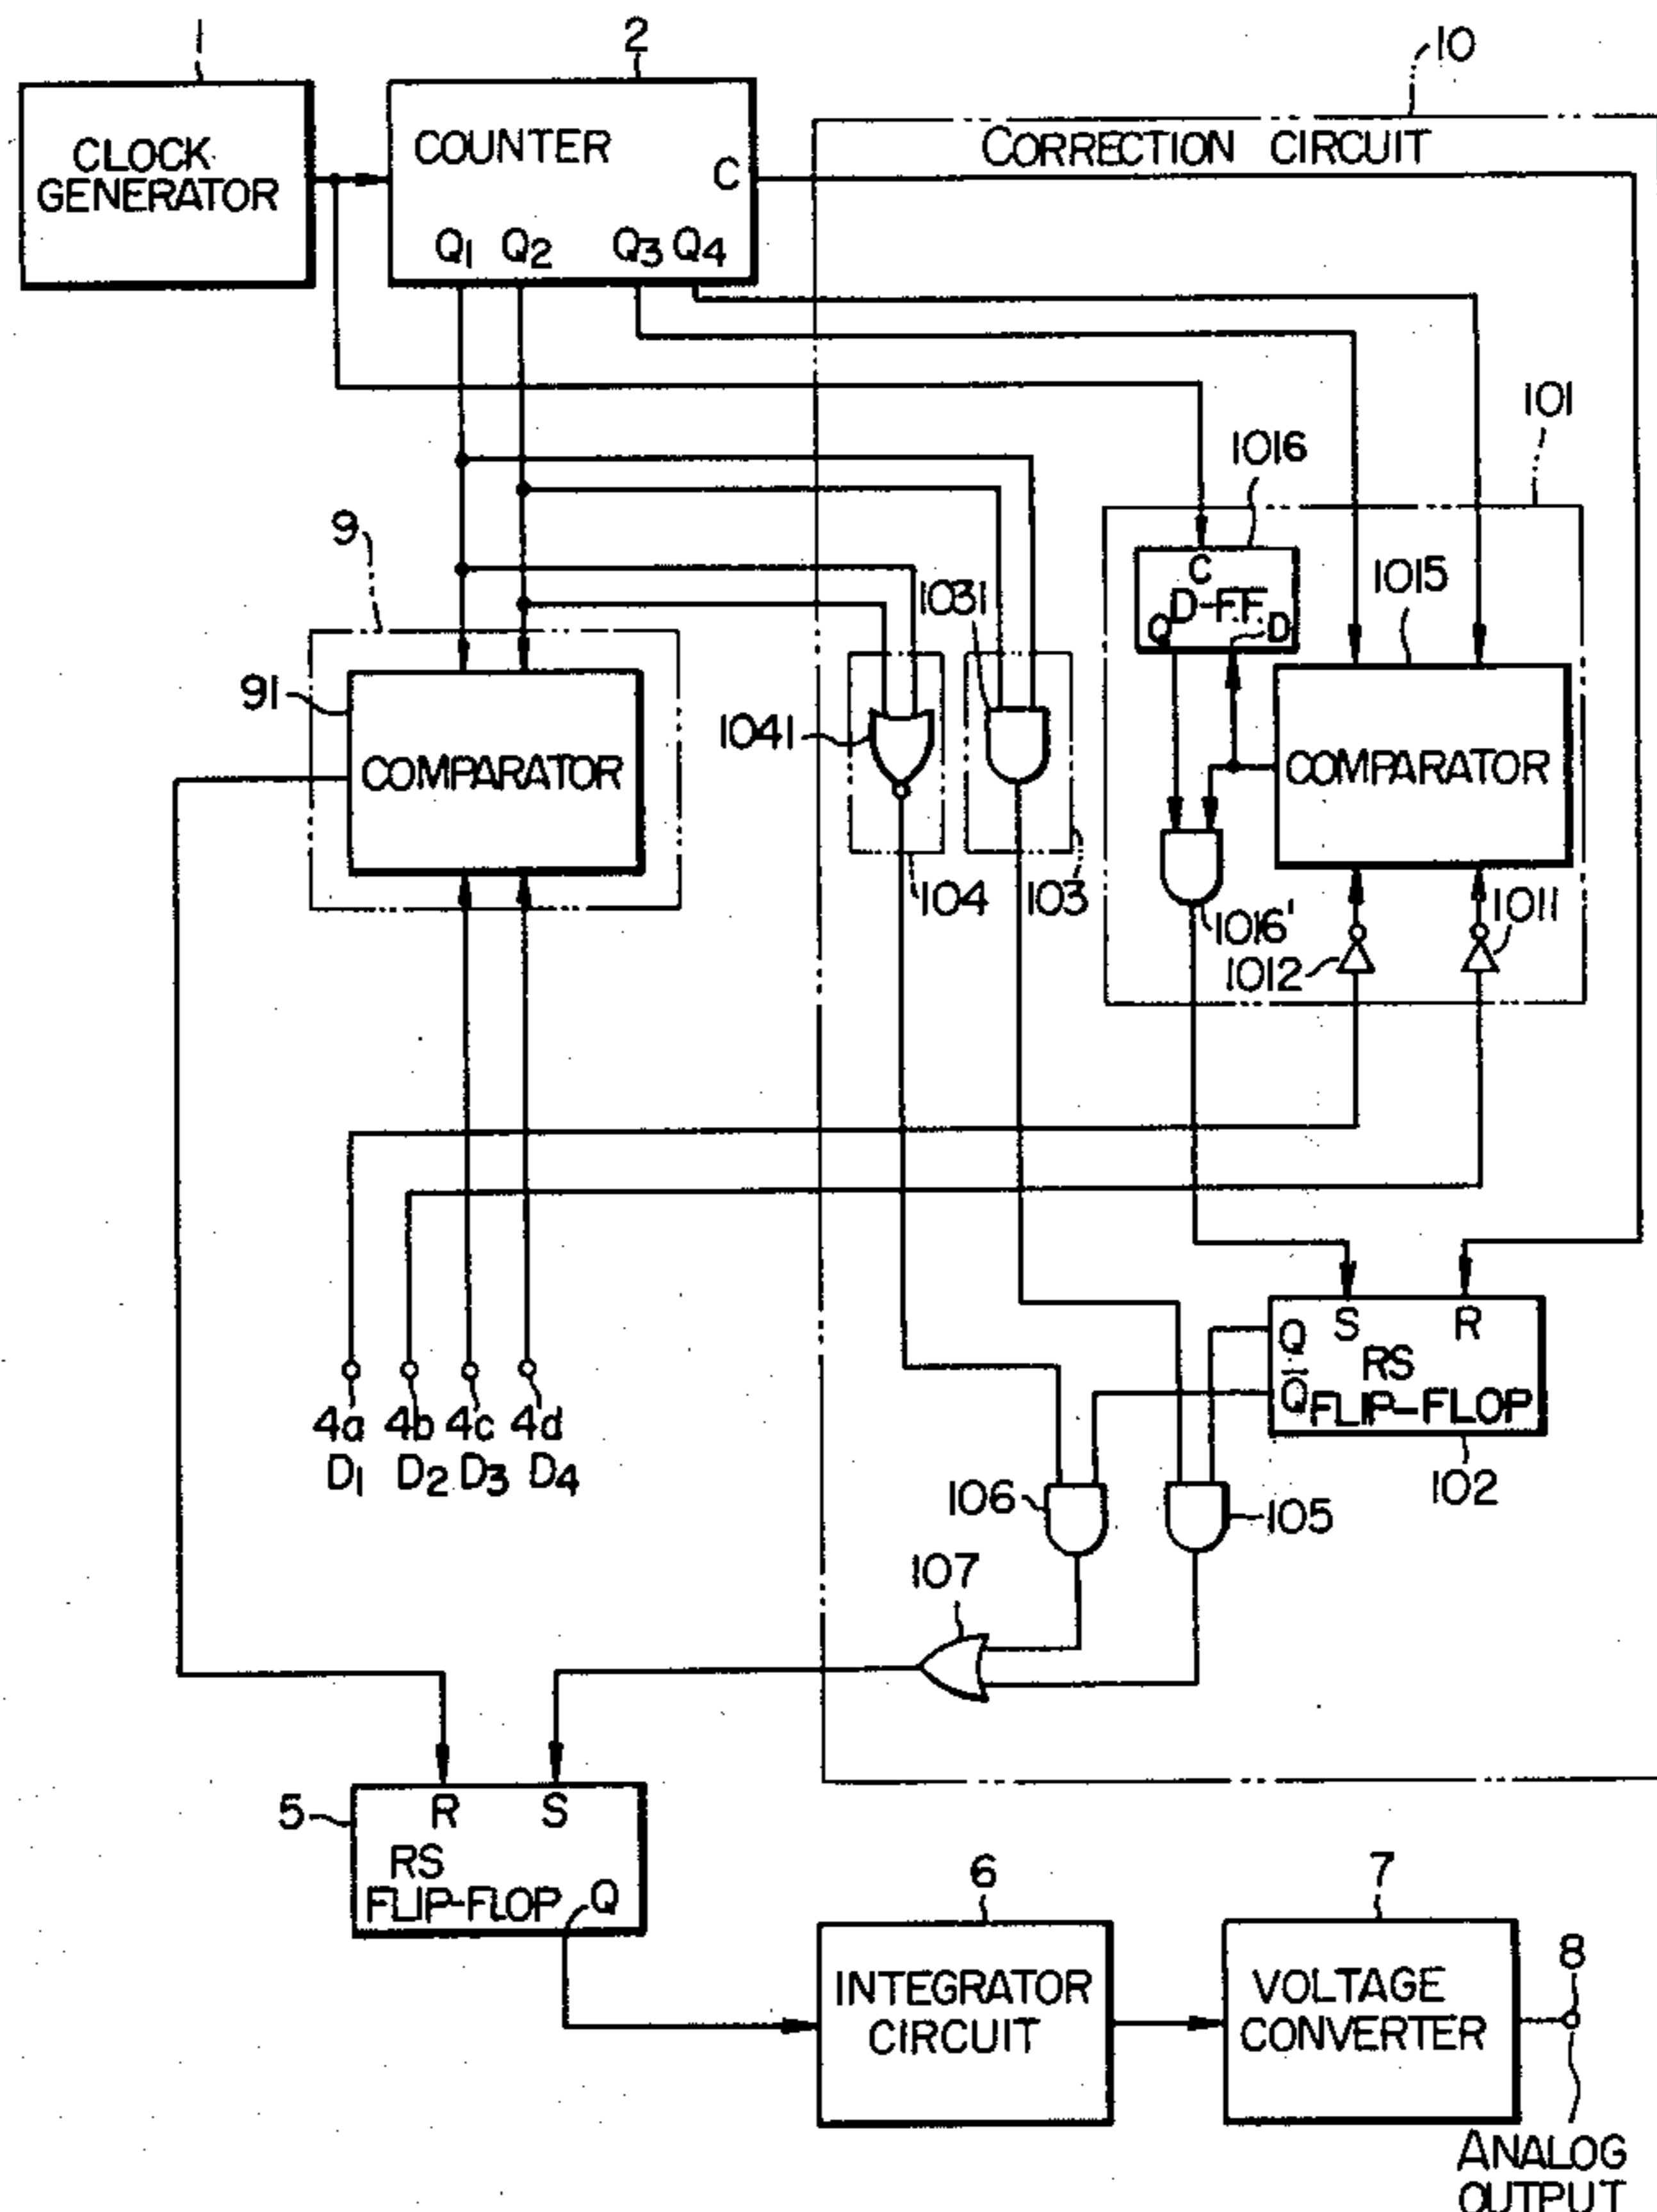 1
2
10
CLOCK
GENERATOR
COUNTER
C
Q1 Q2 Q3 Q4
CORRECTION CIRCUIT
101
1016
C
D-FF
Q D
1015
9
1031
91
COMPARATOR
1041
COMPARATOR
104
103
1016'
1012
1011
S R
Q
Q̅
RS
FLIP-FLOP
102
4a 4b 4c 4d
D1 D2 D3 D4
106
105
107
5
R S
RS
FLIP-FLOP Q
6
7
8
INTEGRATOR
CIRCUIT
VOLTAGE
CONVERTER
ANALOG
OUTPUT